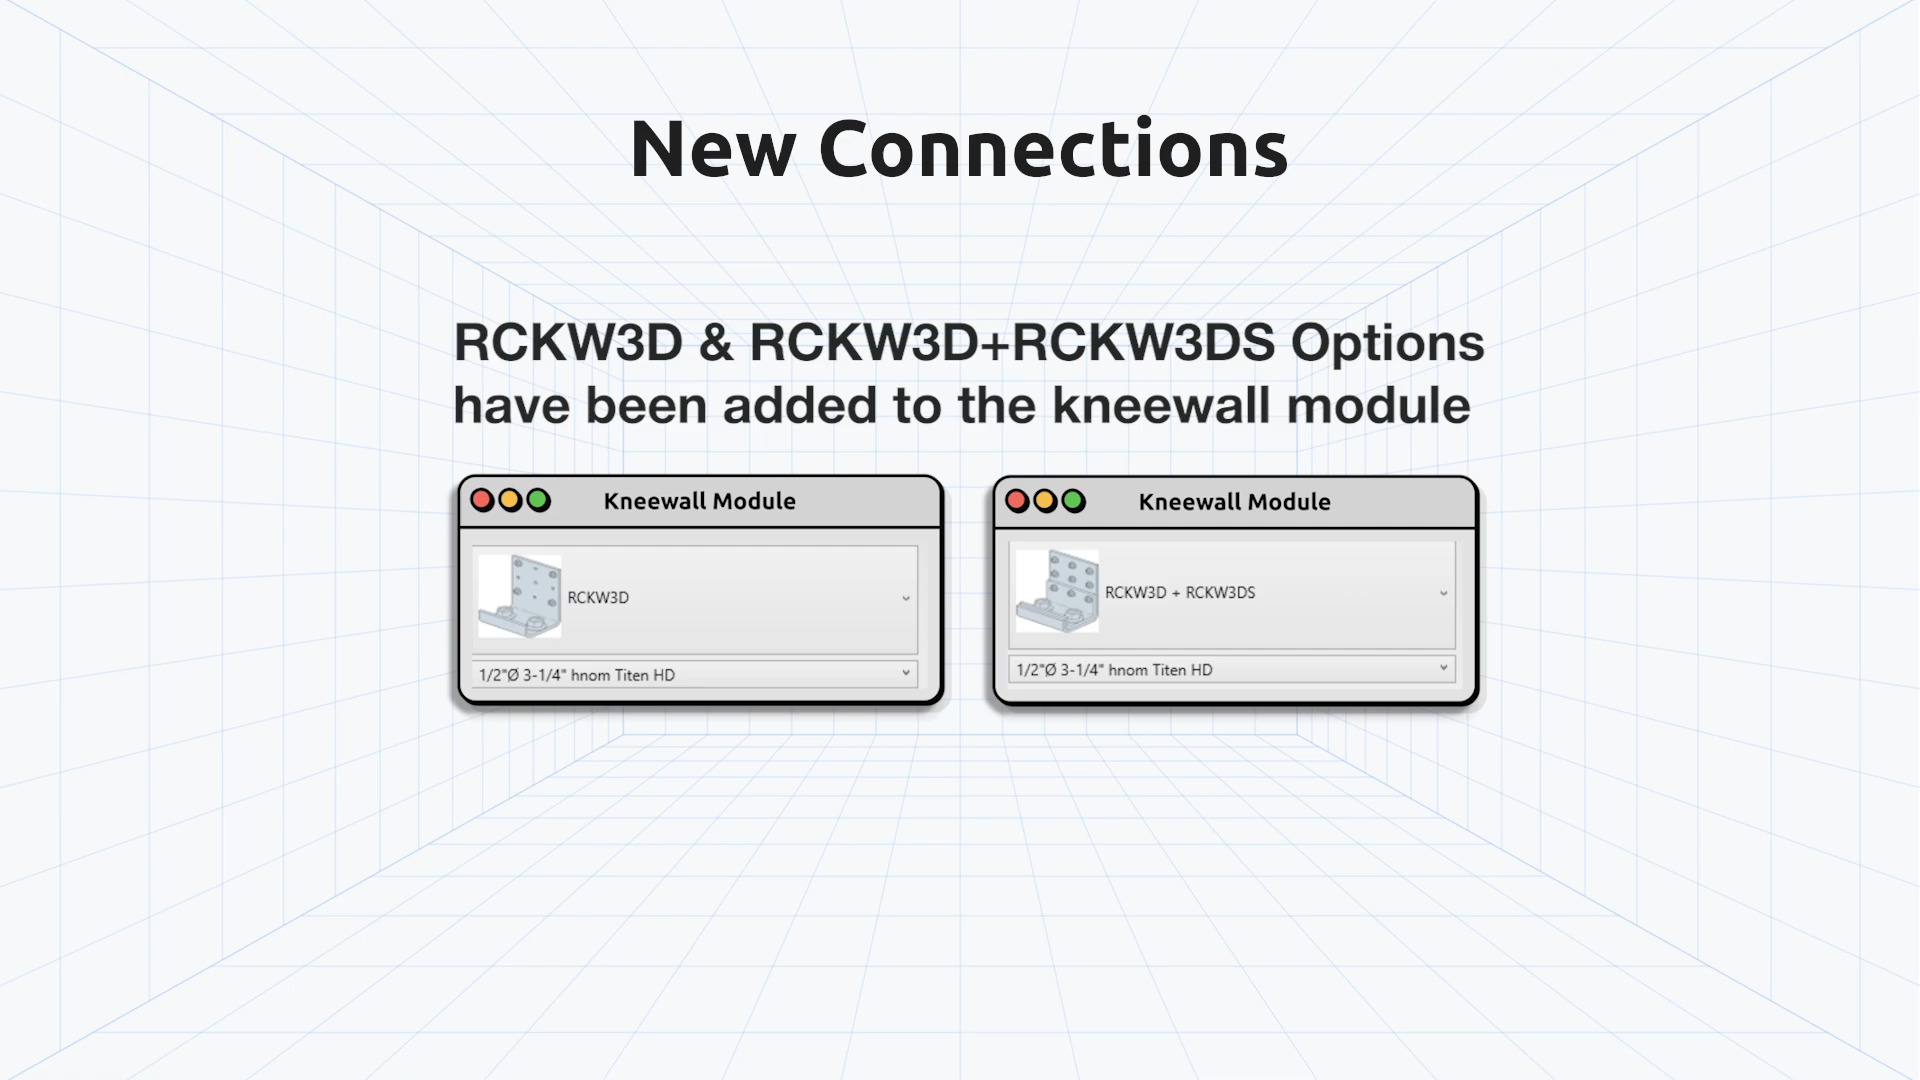 New Connections
RCKW3D & RCKW3D+RCKW3DS Options
have been added to the kneewall module
Kneewall Module
RCKW3D
1/2"Ø 3-1/4" hnom Titen HD
Kneewall Module
RCKW3D + RCKW3DS
1/2"Ø 3-1/4" hnom Titen HD